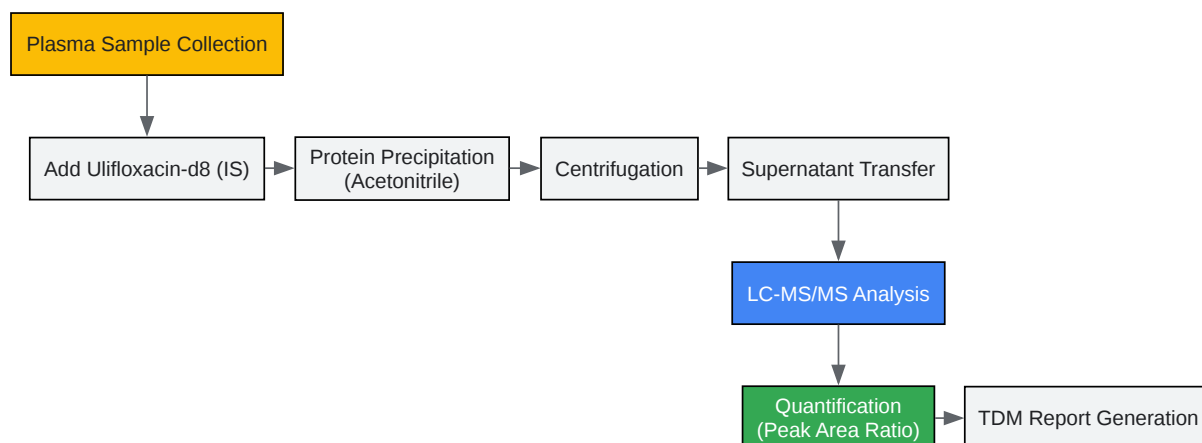 Plasma Sample Collection
Add Ulifloxacin-d8 (IS)
Protein Precipitation
(Acetonitrile)
Centrifugation
Supernatant Transfer
LC-MS/MS Analysis
Quantification
(Peak Area Ratio)
TDM Report Generation